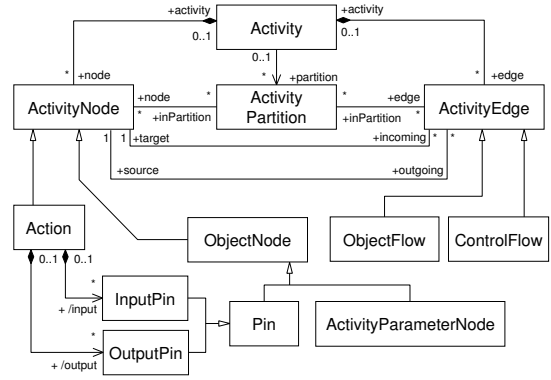 +activity
Activity
+activity
0..1
0..1
0..1
*
+node
*
+partition
*
+edge
ActivityNode
+node
*
Activity
Partition
*
+edge
ActivityEdge
*
+inPartition
+inPartition
*
1
1
+target
+incoming
*
*
+source
+outgoing
Action
ObjectNode
ObjectFlow
ControlFlow
0..1
0..1
*
+ /input
InputPin
*
+ /output
OutputPin
Pin
ActivityParameterNode